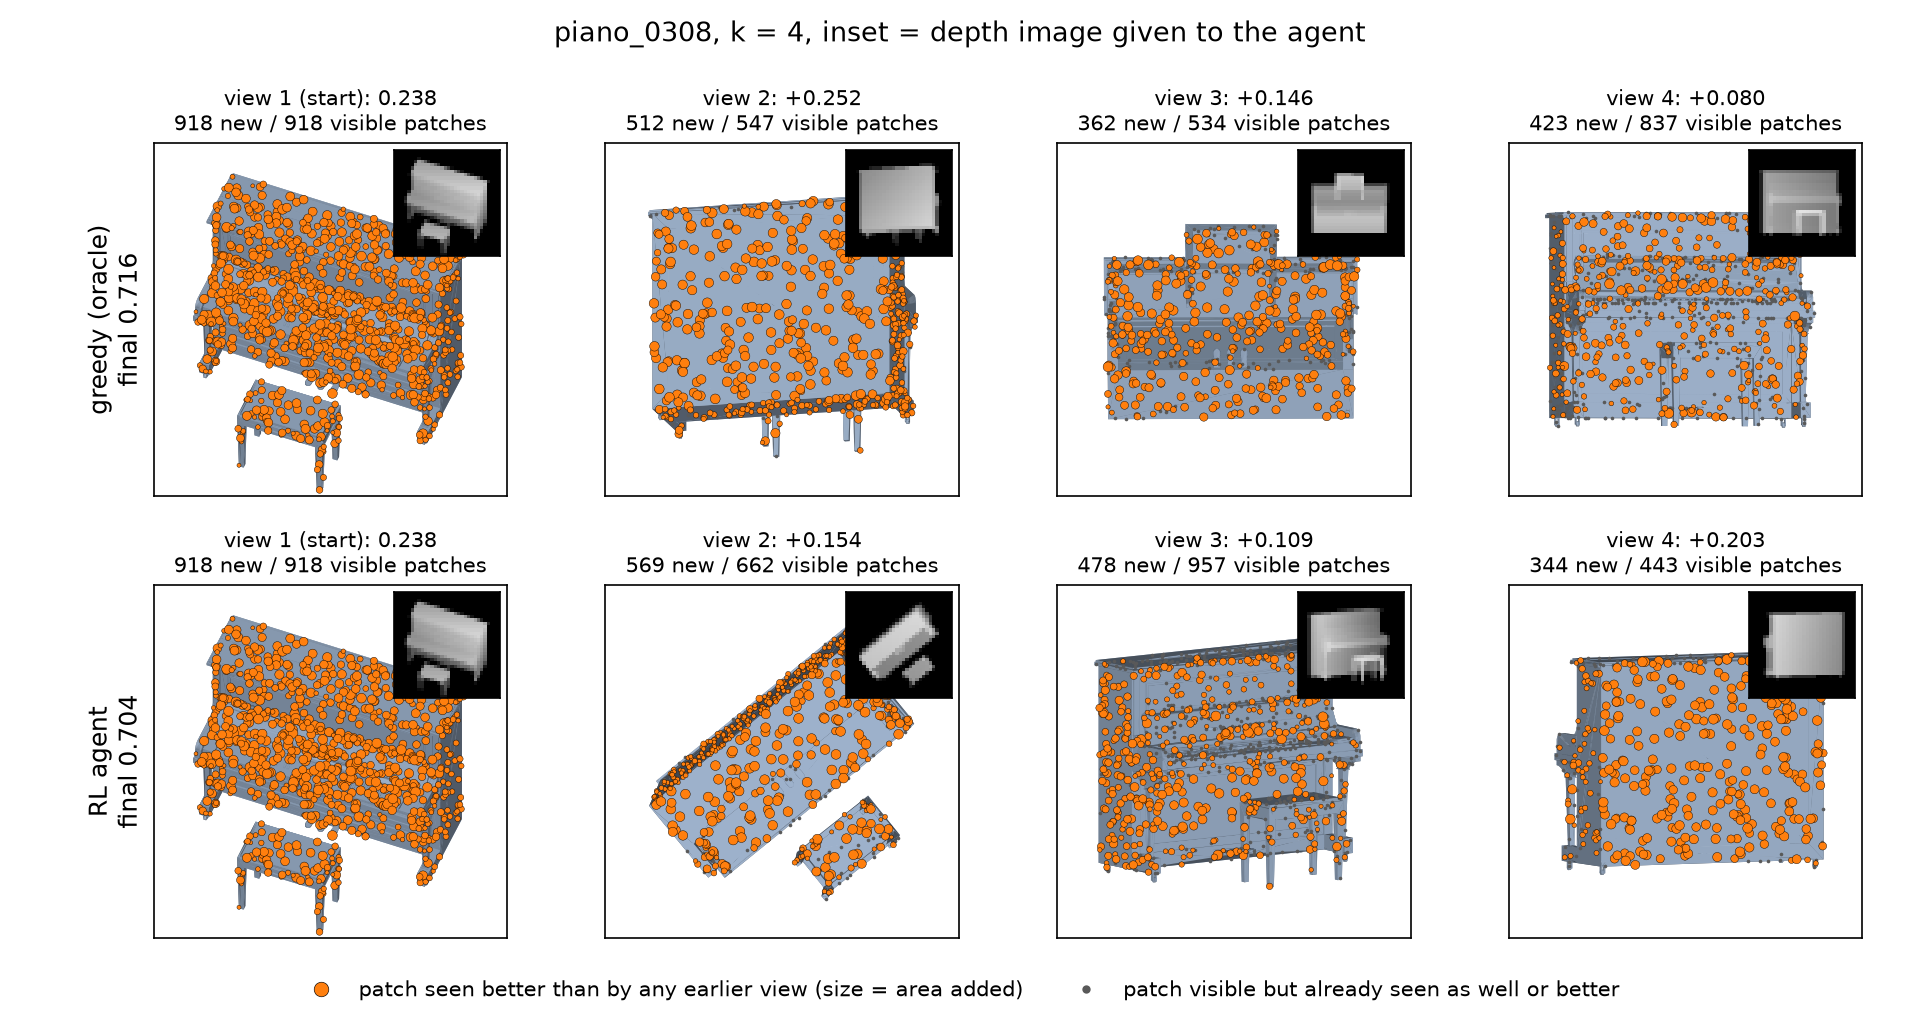 piano_0308, k = 4, inset = depth image given to the agent
greedy (oracle)
final 0.716
view 1 (start): 0.238
918 new / 918 visible patches
view 2: +0.252
512 new / 547 visible patches
view 3: +0.146
362 new / 534 visible patches
view 4: +0.080
423 new / 837 visible patches
RL agent
final 0.704
view 1 (start): 0.238
918 new / 918 visible patches
view 2: +0.154
569 new / 662 visible patches
view 3: +0.109
478 new / 957 visible patches
view 4: +0.203
344 new / 443 visible patches
patch seen better than by any earlier view (size = area added)
patch visible but already seen as well or better